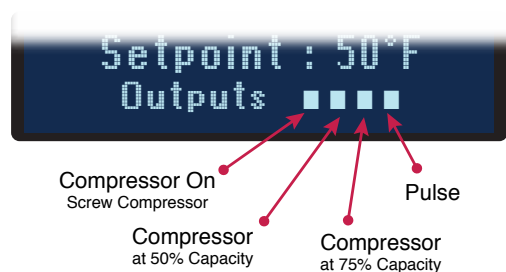 Setpoint : 50°F
Outputs
Compressor On
Screw Compressor
Compressor
at 50% Capacity
Compressor
at 75% Capacity
Pulse